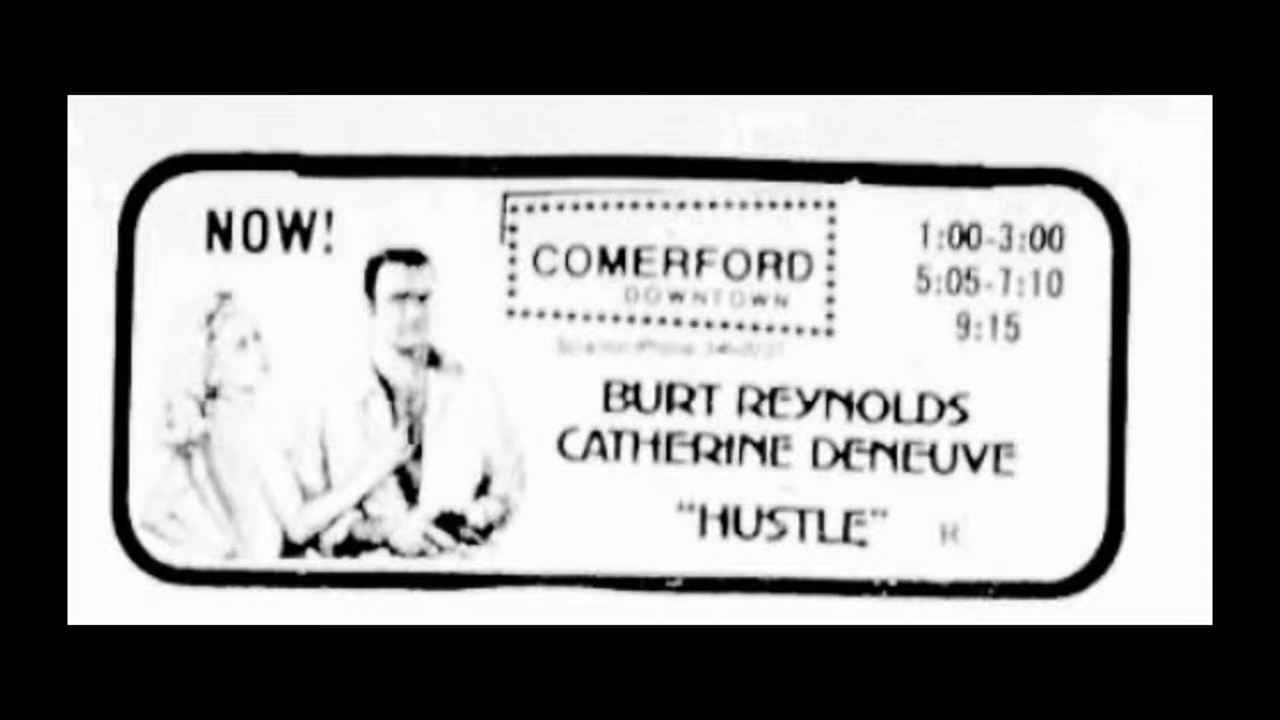 NOW!
COMERFORD
DOWNTOWN
1:00-3:00
5:05-7:10
9:15
BURT REYNOLDS
CATHERINE DENEUVE
"HUSTLE" R